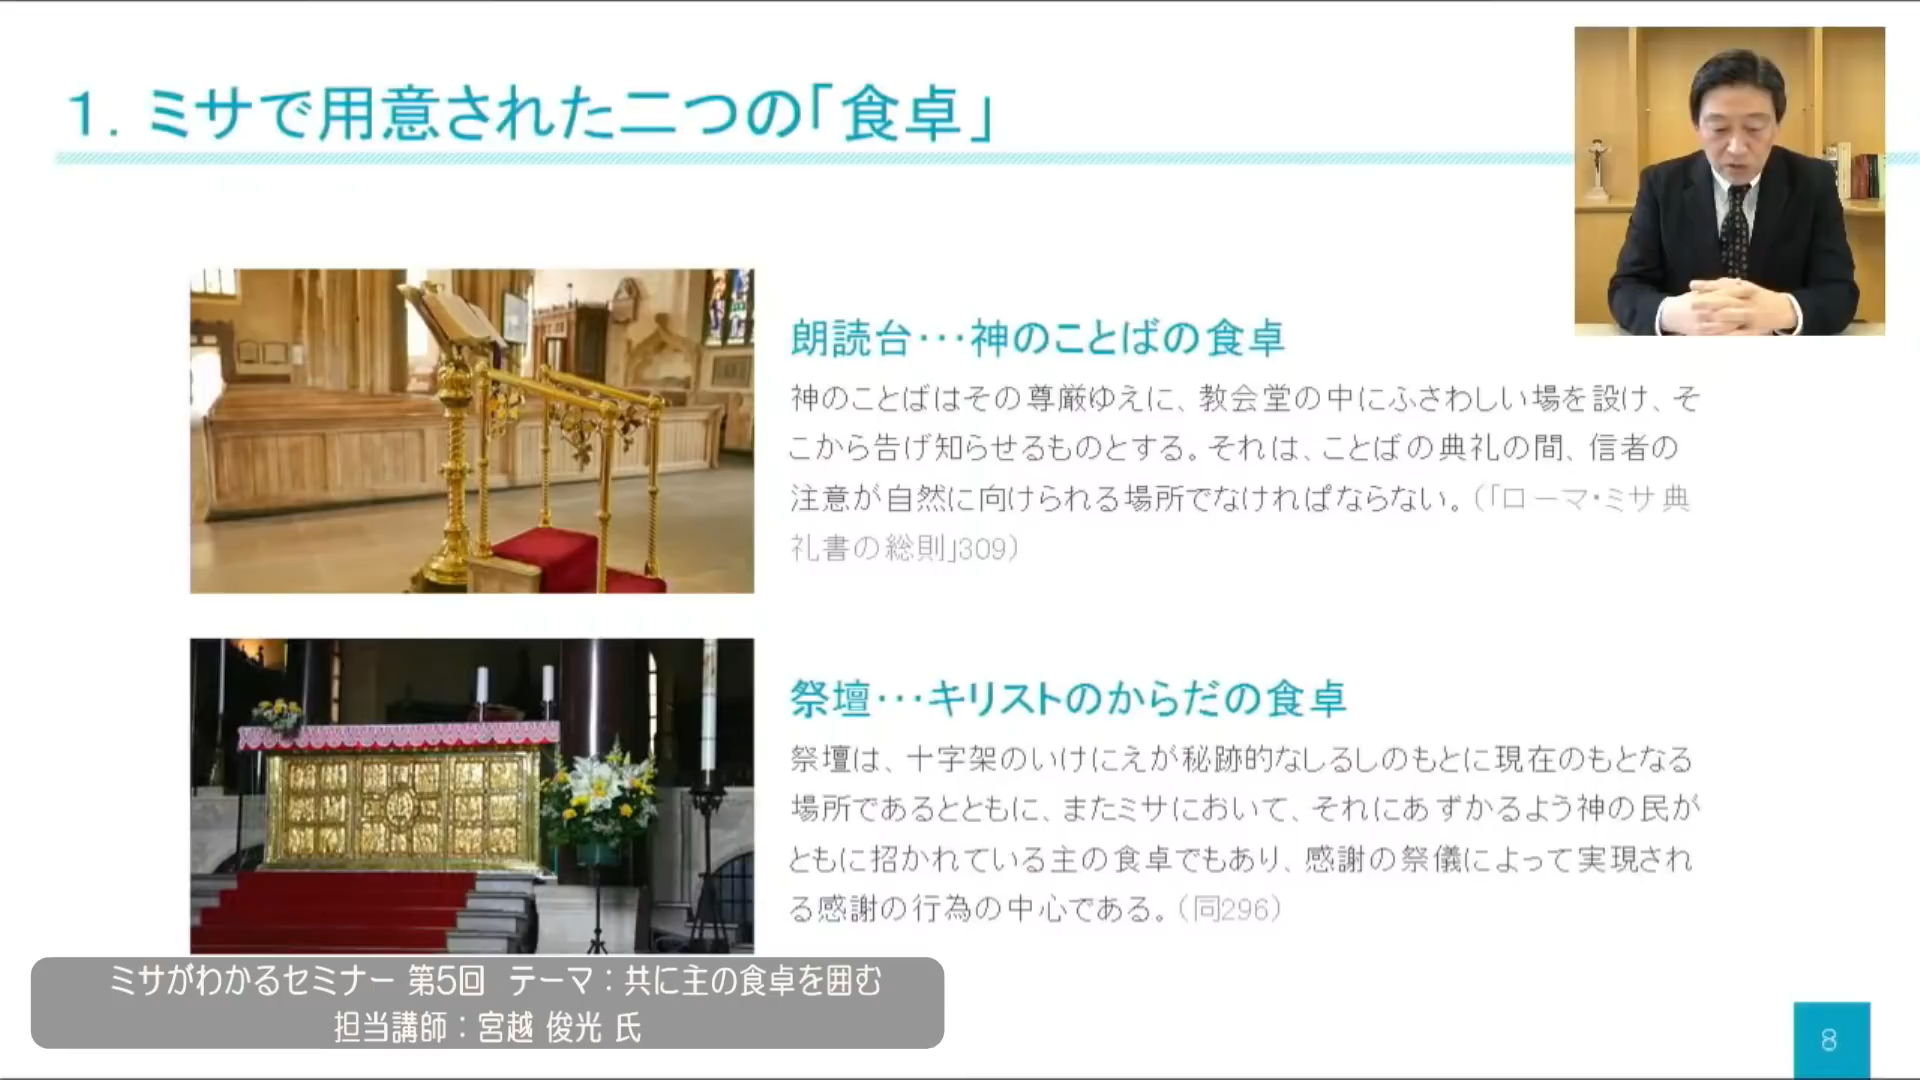 1. ミサで用意された二つの「食卓」
朗読台･･･神のことばの食卓
神のことばはその尊厳ゆえに、教会堂の中にふさわしい場を設け、そ
こから告げ知らせるものとする。それは、ことばの典礼の間、信者の
注意が自然に向けられる場所でなければならない。（「ローマ・ミサ典
礼書の総則」309）
祭壇･･･キリストのからだの食卓
祭壇は、十字架のいけにえが秘跡的なしるしのもとに現在のもとなる
場所であるとともに、またミサにおいて、それにあずかるよう神の民が
ともに招かれている主の食卓でもあり、感謝の祭儀によって実現され
る感謝の行為の中心である。（同296）
ミサがわかるセミナー 第5回 テーマ：共に主の食卓を囲む
担当講師：宮越 俊光 氏
8